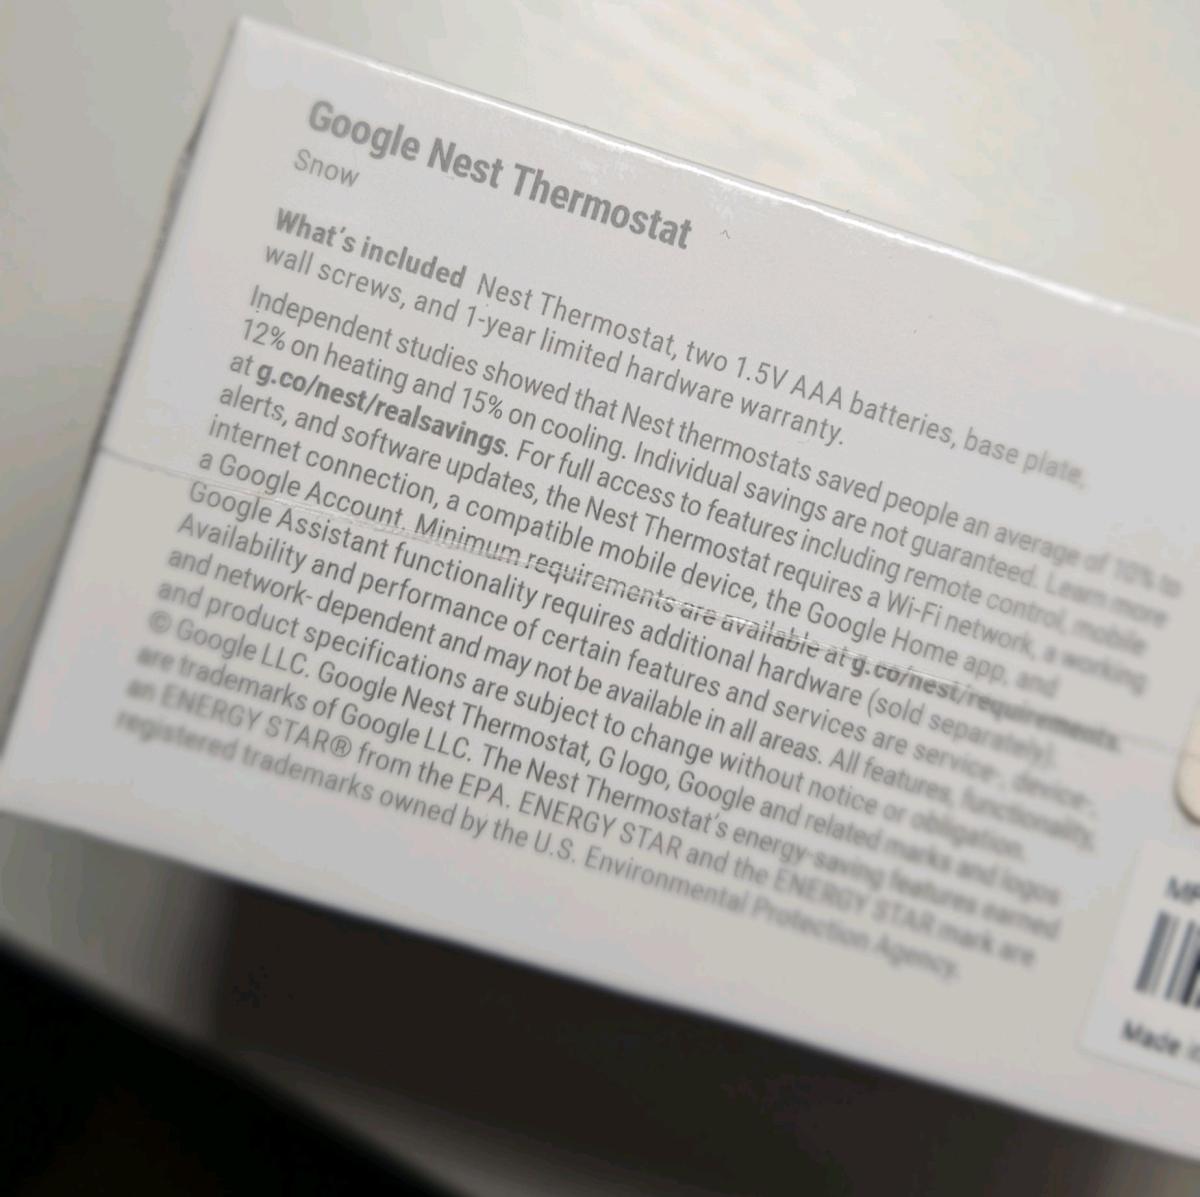 Google Nest Thermostat
Snow
What's included Nest Thermostat, two 1.5V AAA batteries, base plate,
wall screws, and 1-year limited hardware warranty.
Independent studies showed that Nest thermostats saved people an average of 10% to
12% on heating and 15% on cooling. Individual savings are not guaranteed. Learn more
at g.co/nest/realsavings. For full access to features including remote control, mobile
alerts, and software updates, the Nest Thermostat requires a Wi-Fi network, a working
internet connection, a compatible mobile device, the Google Home app, and
a Google Account. Minimum requirements are available at g.co/nest/requirements.
Google Assistant functionality requires additional hardware (sold separately).
Availability and performance of certain features and services are service-, device-,
and network-dependent and may not be available in all areas. All features, functionality,
and product specifications are subject to change without notice or obligation.
© Google LLC. Google Nest Thermostat, G logo, Google and related marks and logos
are trademarks of Google LLC. The Nest Thermostat's energy-saving features earned
an ENERGY STAR® from the EPA. ENERGY STAR and the ENERGY STAR mark are
registered trademarks owned by the U.S. Environmental Protection Agency.
Made